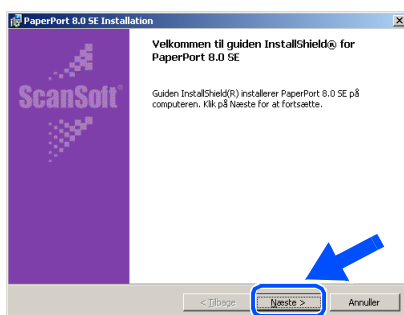 PaperPort 8.0 SE Installation
Velkommen til guiden InstallShield® for
PaperPort 8.0 SE
ScanSoft®
Guiden InstallShield(R) installerer PaperPort 8.0 SE på
computeren. Klik på Næste for at fortsætte.
< Tilbage
Næste >
Annuller